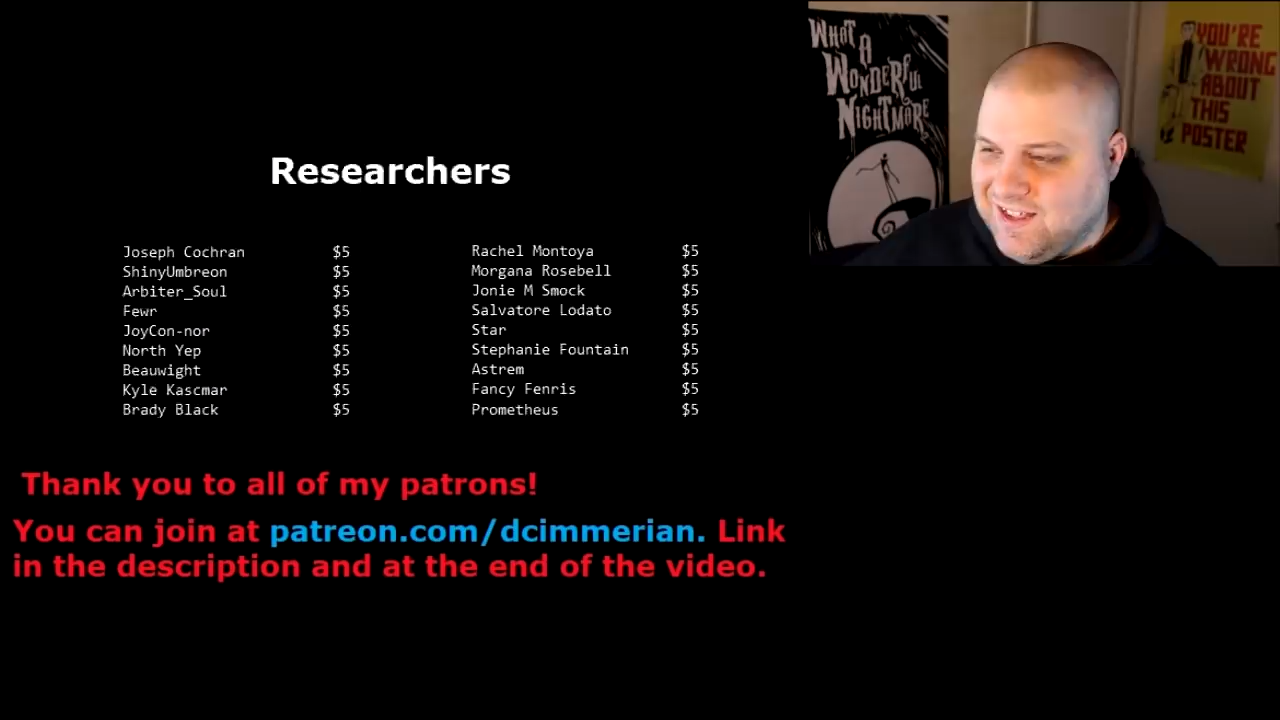 Researchers
Joseph Cochran $5
ShinyUmbreon $5
Arbiter_Soul $5
Fewr $5
JoyCon-nor $5
North Yep $5
Beauwight $5
Kyle Kascmar $5
Brady Black $5
Rachel Montoya $5
Morgana Rosebell $5
Jonie M Smock $5
Salvatore Lodato $5
Star $5
Stephanie Fountain $5
Astrem $5
Fancy Fenris $5
Prometheus $5
Thank you to all of my patrons!
You can join at patreon.com/dcimmerian. Link
in the description and at the end of the video.
WHAT
A
WONDERFUL
NIGHTMARE
YOU'RE
WRONG
ABOUT
THIS
POSTER